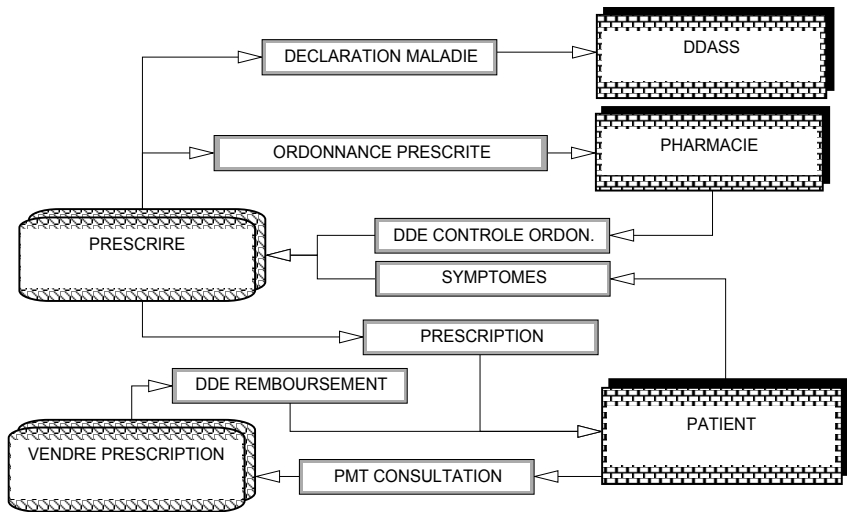 DECLARATION MALADIE
DDASS
ORDONNANCE PRESCRITE
PHARMACIE
PRESCRIRE
DDE CONTROLE ORDON.
SYMPTOMES
PRESCRIPTION
DDE REMBOURSEMENT
PATIENT
VENDRE PRESCRIPTION
PMT CONSULTATION